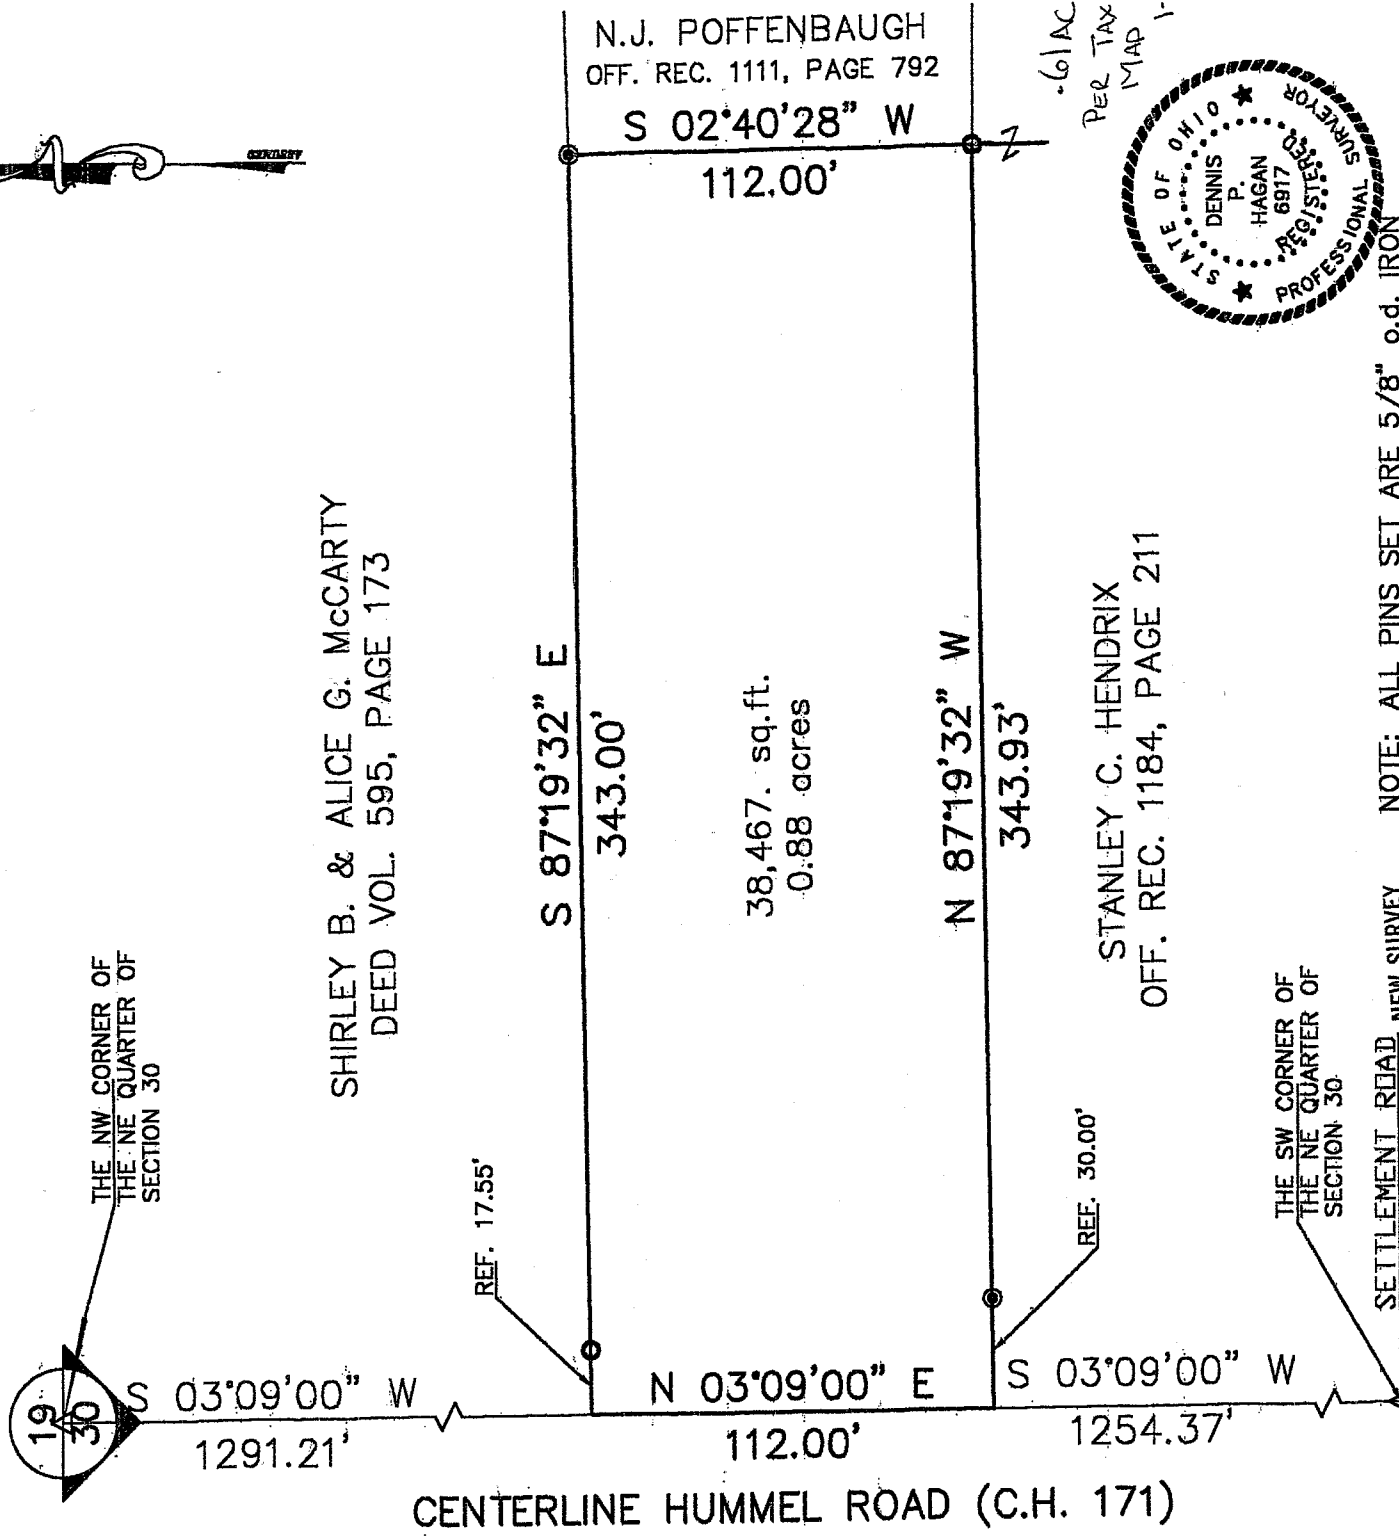 N.J. POFFENBAUGH
OFF. REC. 1111, PAGE 792
S 02°40'28" W
112.00'
.61 AC
PER TAX
MAP 1-
STATE OF OHIO
DENNIS
P.
HAGAN
6917
REGISTERED
PROFESSIONAL SURVEYOR
SHIRLEY B. & ALICE G. McCARTY
DEED VOL. 595, PAGE 173
S 87°19'32" E
343.00'
38,467. sq.ft.
0.88 acres
N 87°19'32" W
343.93'
STANLEY C. HENDRIX
OFF. REC. 1184, PAGE 211
THE NW CORNER OF
THE NE QUARTER OF
SECTION 30
REF. 17.55'
REF. 30.00'
THE SW CORNER OF
THE NE QUARTER OF
SECTION 30
SETTLEMENT ROAD
NEW SURVEY
NOTE: ALL PINS SET ARE 5/8" o.d. IRON
19
30
S 03°09'00" W
1291.21'
N 03°09'00" E
112.00'
S 03°09'00" W
1254.37'
CENTERLINE HUMMEL ROAD (C.H. 171)